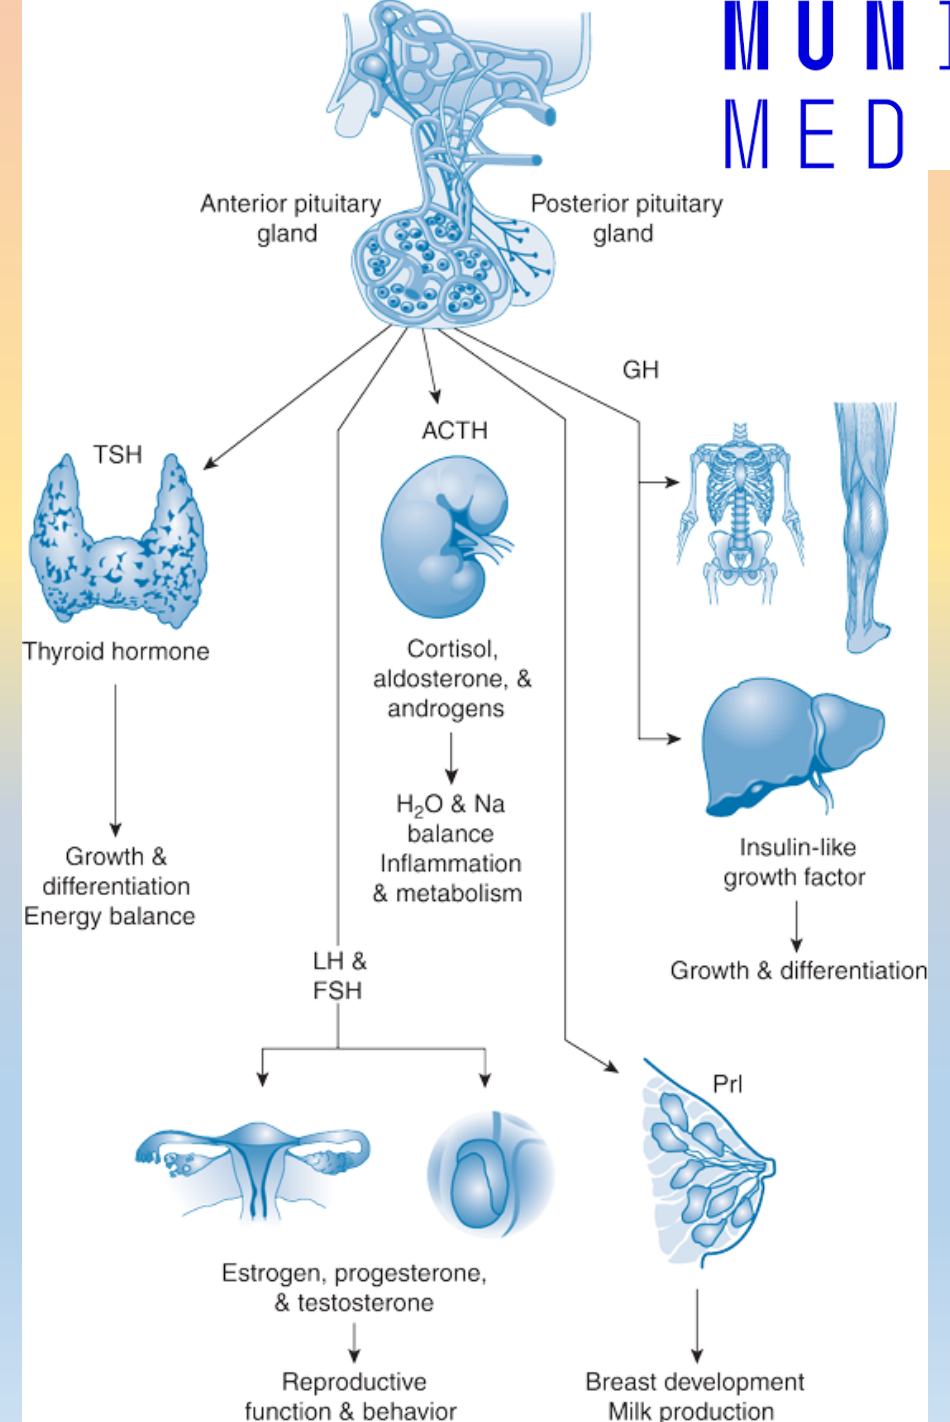 MUNI
MED
Anterior pituitary
gland
Posterior pituitary
gland
GH
ACTH
TSH
Thyroid hormone
Cortisol,
aldosterone, &
androgens
H₂O & Na
balance
Inflammation
& metabolism
Growth &
differentiation
Energy balance
Insulin-like
growth factor
Growth & differentiation
LH &
FSH
Prl
Estrogen, progesterone,
& testosterone
Reproductive
function & behavior
Breast development
Milk production